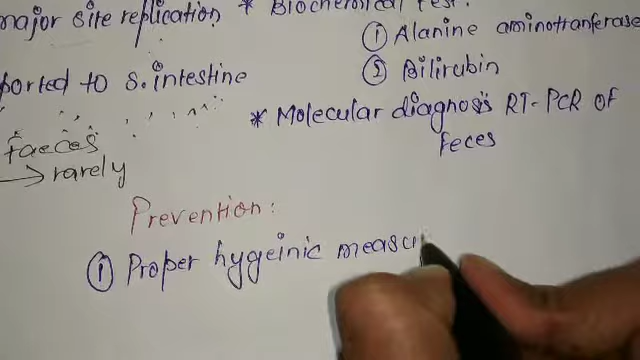 major site replication * Biochemical test.
① Alanine aminotranferase
ported to S. intestine
② Bilirubin
* Molecular diagnosis RT-PCR of
feces
faeces
→ rarely
Prevention:
① Proper hygeinic measu